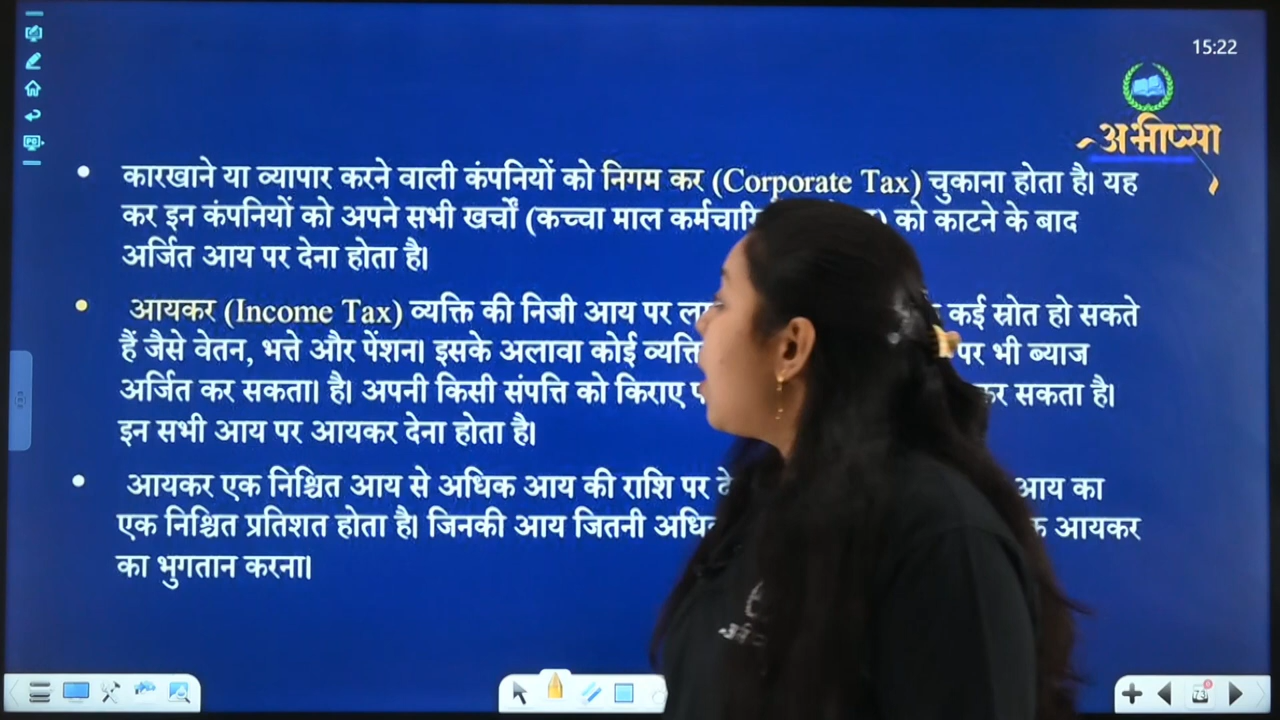 15:22
अभीप्सा
• कारखाने या व्यापार करने वाली कंपनियों को निगम कर (Corporate Tax) चुकाना होता है। यह
कर इन कंपनियों को अपने सभी खर्चों (कच्चा माल को काटने के बाद
अर्जित आय पर देना होता है।
• आयकर (Income Tax) व्यक्ति की निजी आय पर कई स्रोत हो सकते
हैं जैसे वेतन, भत्ते और पेंशन। इसके अलावा कोई पर भी ब्याज
अर्जित कर सकता। है। अपनी किसी संपत्ति को किराए कर सकता है।
इन सभी आय पर आयकर देना होता है।
• आयकर एक निश्चित आय से अधिक आय की राशि पर आय का
एक निश्चित प्रतिशत होता है। जिनकी आय जितनी आयकर
का भुगतान करना।